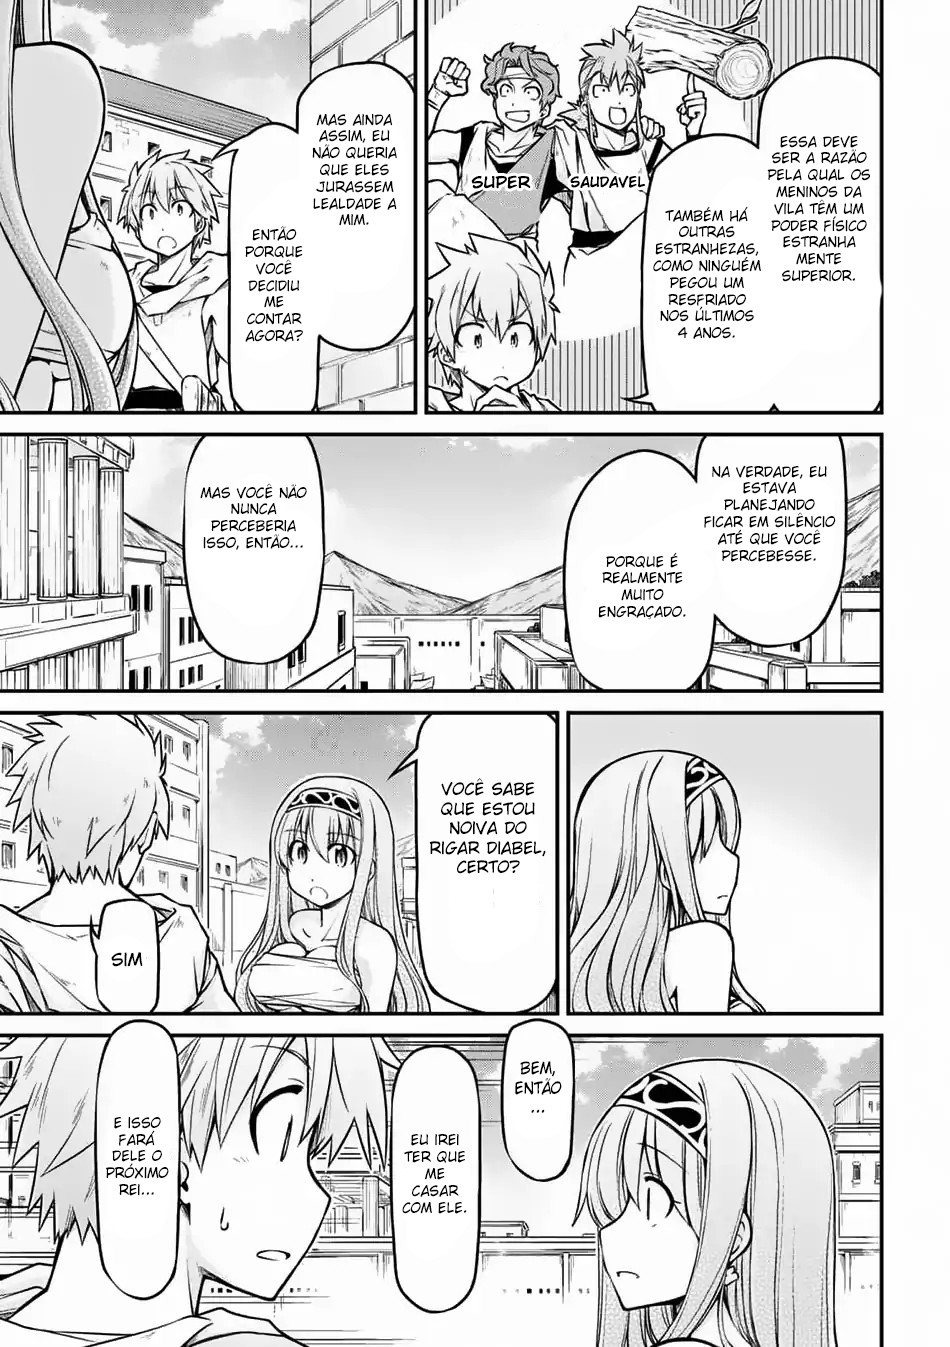 ESSA DEVE
SER A RAZÃO
PELA QUAL OS
MENINOS DA
VILA TÊM UM
PODER FÍSICO
ESTRANHA
MENTE
SUPERIOR.
SUPER
SAUDAVEL
TAMBÉM HÁ
OUTRAS
ESTRANHEZAS,
COMO NINGUÉM
PEGOU UM
RESFRIADO
NOS ÚLTIMOS
4 ANOS.
MAS AINDA
ASSIM, EU
NÃO QUERIA
QUE ELES
JURASSEM
LEALDADE A
MIM.
ENTÃO
PORQUE
VOCÊ
DECIDIU
ME
CONTAR
AGORA?
NA VERDADE, EU
ESTAVA
PLANEJANDO
FICAR EM SILÊNCIO
ATÉ QUE VOCÊ
PERCEBESSE.
PORQUE É
REALMENTE
MUITO
ENGRAÇADO.
MAS VOCÊ NÃO
NUNCA
PERCEBERIA
ISSO, ENTÃO...
VOCÊ SABE
QUE ESTOU
NOIVA DO
RIGAR DIABEL,
CERTO?
SIM
BEM,
ENTÃO
...
EU IREI
TER QUE
ME
CASAR
COM ELE.
E ISSO
FARÁ
DELE O
PRÓXIMO
REI...